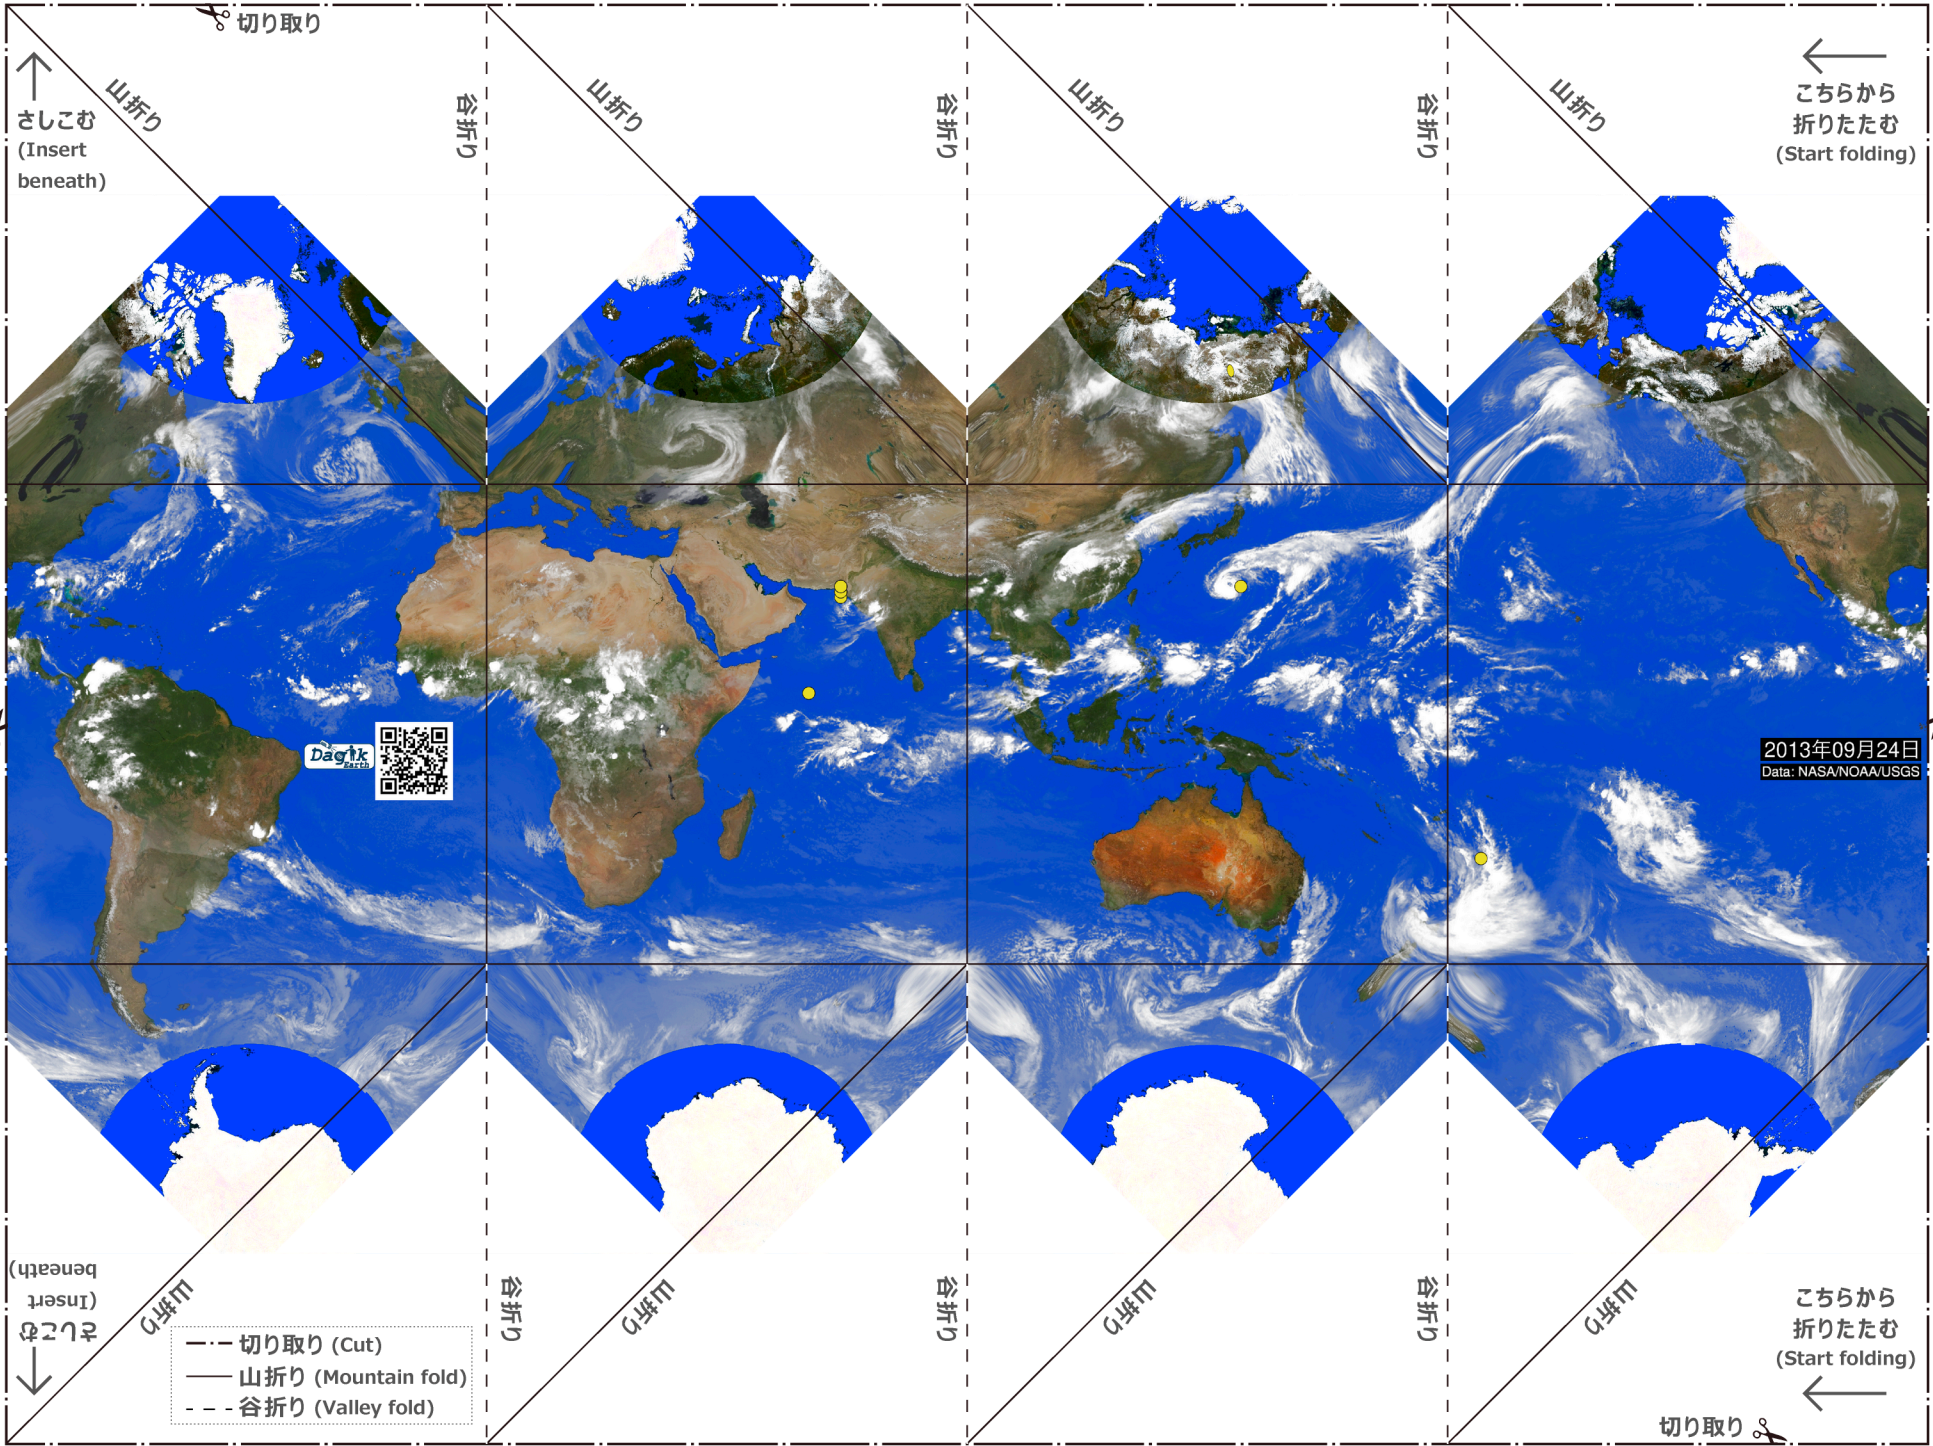 切り取り
山折り
谷折り
山折り
谷折り
山折り
谷折り
山折り
さしこむ
(Insert
beneath)
こちらから
折りたたむ
(Start folding)
Dagik
Earth
2013年09月24日
Data: NASA/NOAA/USGS
さしこむ
(Insert
beneath)
山折り
谷折り
山折り
谷折り
山折り
谷折り
山折り
こちらから
折りたたむ
(Start folding)
切り取り (Cut)
山折り (Mountain fold)
谷折り (Valley fold)
切り取り